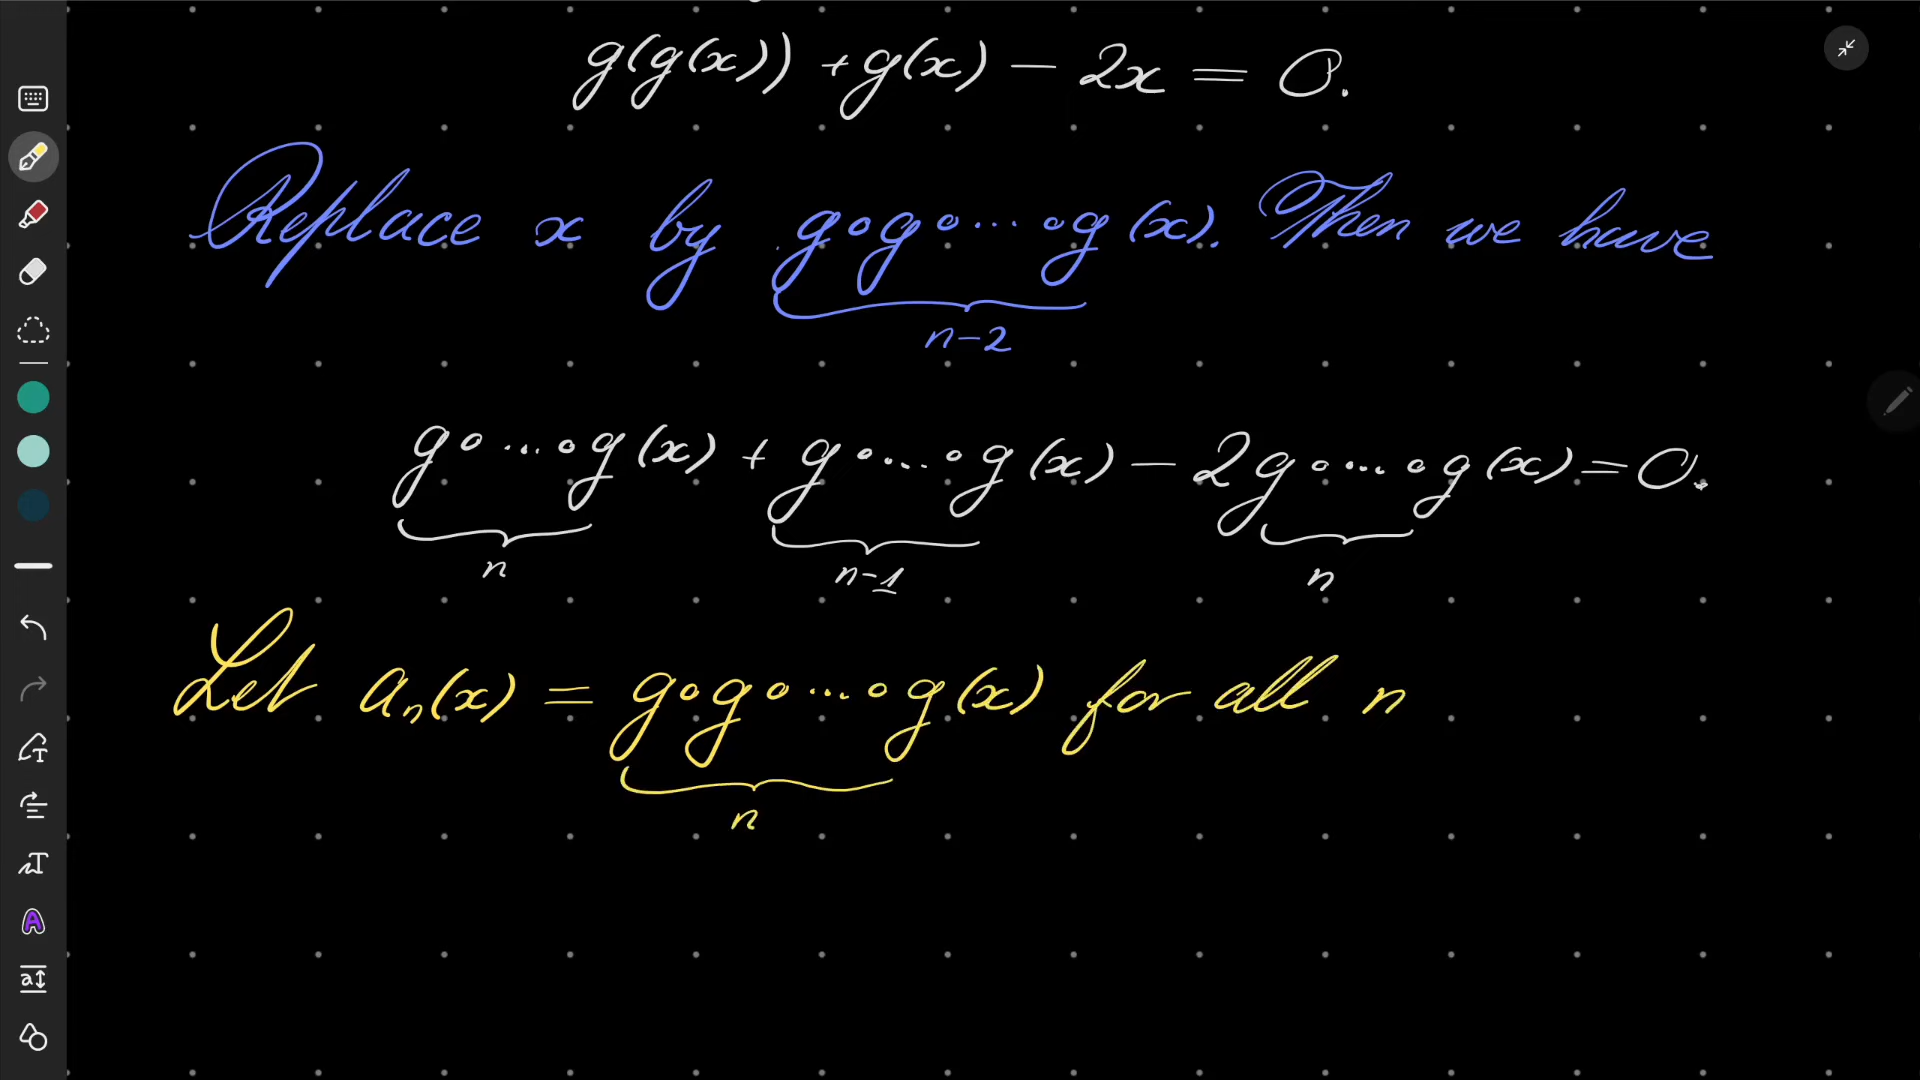 g(g(x)) + g(x) − 2x = 0.
Replace x by g∘g∘⋯∘g(x). Then we have
n−2
g∘…∘g(x) + g∘…∘g(x) − 2g∘…∘g(x) = 0.
n n−1 n
Let aₙ(x) = g∘g∘…∘g(x) for all n
n